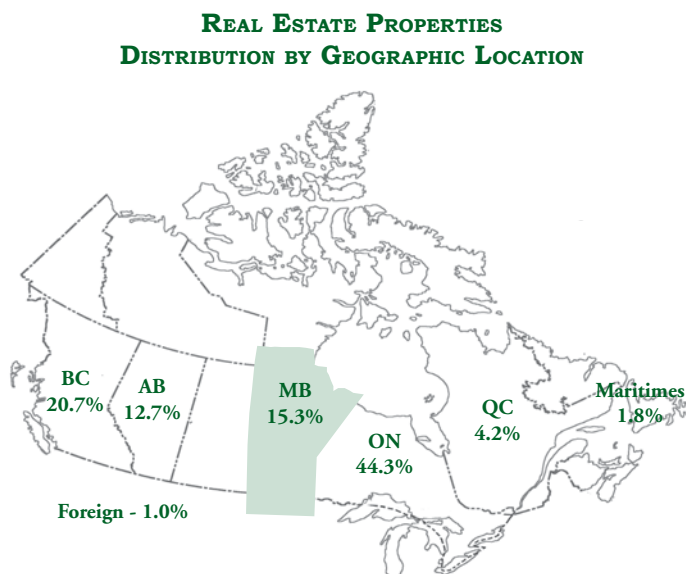 Real Estate Properties
Distribution by Geographic Location
BC
20.7%
AB
12.7%
MB
15.3%
ON
44.3%
QC
4.2%
Maritimes
1.8%
Foreign - 1.0%